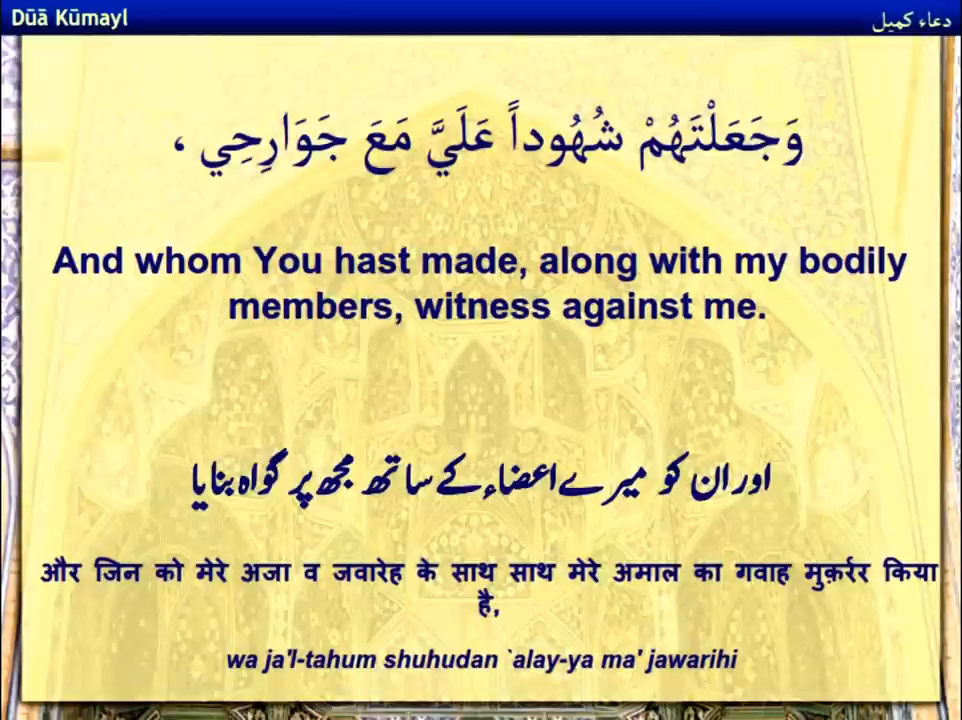 Dūā Kūmayl
دعاء كميل
وَجَعَلْتَهُمْ شُهُوداً عَلَيَّ مَعَ جَوَارِحِي ،
And whom You hast made, along with my bodily
members, witness against me.
اور ان کو میرے اعضاء کے ساتھ مجھ پر گواہ بنایا
और जिन को मेरे अजा व जवारेह के साथ साथ मेरे अमाल का गवाह मुक़र्रर किया
है,
wa ja'l-tahum shuhudan `alay-ya ma' jawarihi